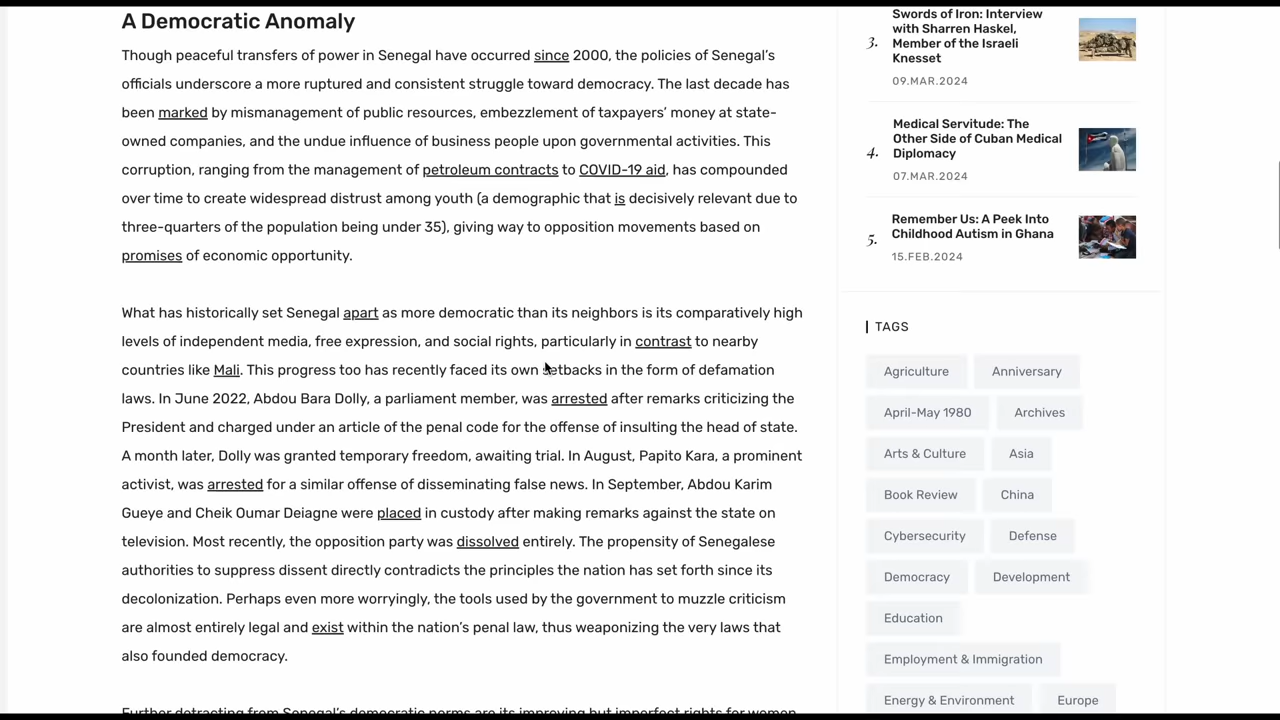 A Democratic Anomaly
Though peaceful transfers of power in Senegal have occurred since 2000, the policies of Senegal's
officials underscore a more ruptured and consistent struggle toward democracy. The last decade has
been marked by mismanagement of public resources, embezzlement of taxpayers' money at state-
owned companies, and the undue influence of business people upon governmental activities. This
corruption, ranging from the management of petroleum contracts to COVID-19 aid, has compounded
over time to create widespread distrust among youth (a demographic that is decisively relevant due to
three-quarters of the population being under 35), giving way to opposition movements based on
promises of economic opportunity.
What has historically set Senegal apart as more democratic than its neighbors is its comparatively high
levels of independent media, free expression, and social rights, particularly in contrast to nearby
countries like Mali. This progress too has recently faced its own setbacks in the form of defamation
laws. In June 2022, Abdou Bara Dolly, a parliament member, was arrested after remarks criticizing the
President and charged under an article of the penal code for the offense of insulting the head of state.
A month later, Dolly was granted temporary freedom, awaiting trial. In August, Papito Kara, a prominent
activist, was arrested for a similar offense of disseminating false news. In September, Abdou Karim
Gueye and Cheik Oumar Deiagne were placed in custody after making remarks against the state on
television. Most recently, the opposition party was dissolved entirely. The propensity of Senegalese
authorities to suppress dissent directly contradicts the principles the nation has set forth since its
decolonization. Perhaps even more worryingly, the tools used by the government to muzzle criticism
are almost entirely legal and exist within the nation's penal law, thus weaponizing the very laws that
also founded democracy.
Further detracting from Senegal's democratic norms are its improving but imperfect rights for women
3.
Swords of Iron: Interview
with Sharren Haskel,
Member of the Israeli
Knesset
09.MAR.2024
4.
Medical Servitude: The
Other Side of Cuban Medical
Diplomacy
07.MAR.2024
5.
Remember Us: A Peek Into
Childhood Autism in Ghana
15.FEB.2024
TAGS
Agriculture Anniversary
April-May 1980 Archives
Arts & Culture Asia
Book Review China
Cybersecurity Defense
Democracy Development
Education
Employment & Immigration
Energy & Environment Europe